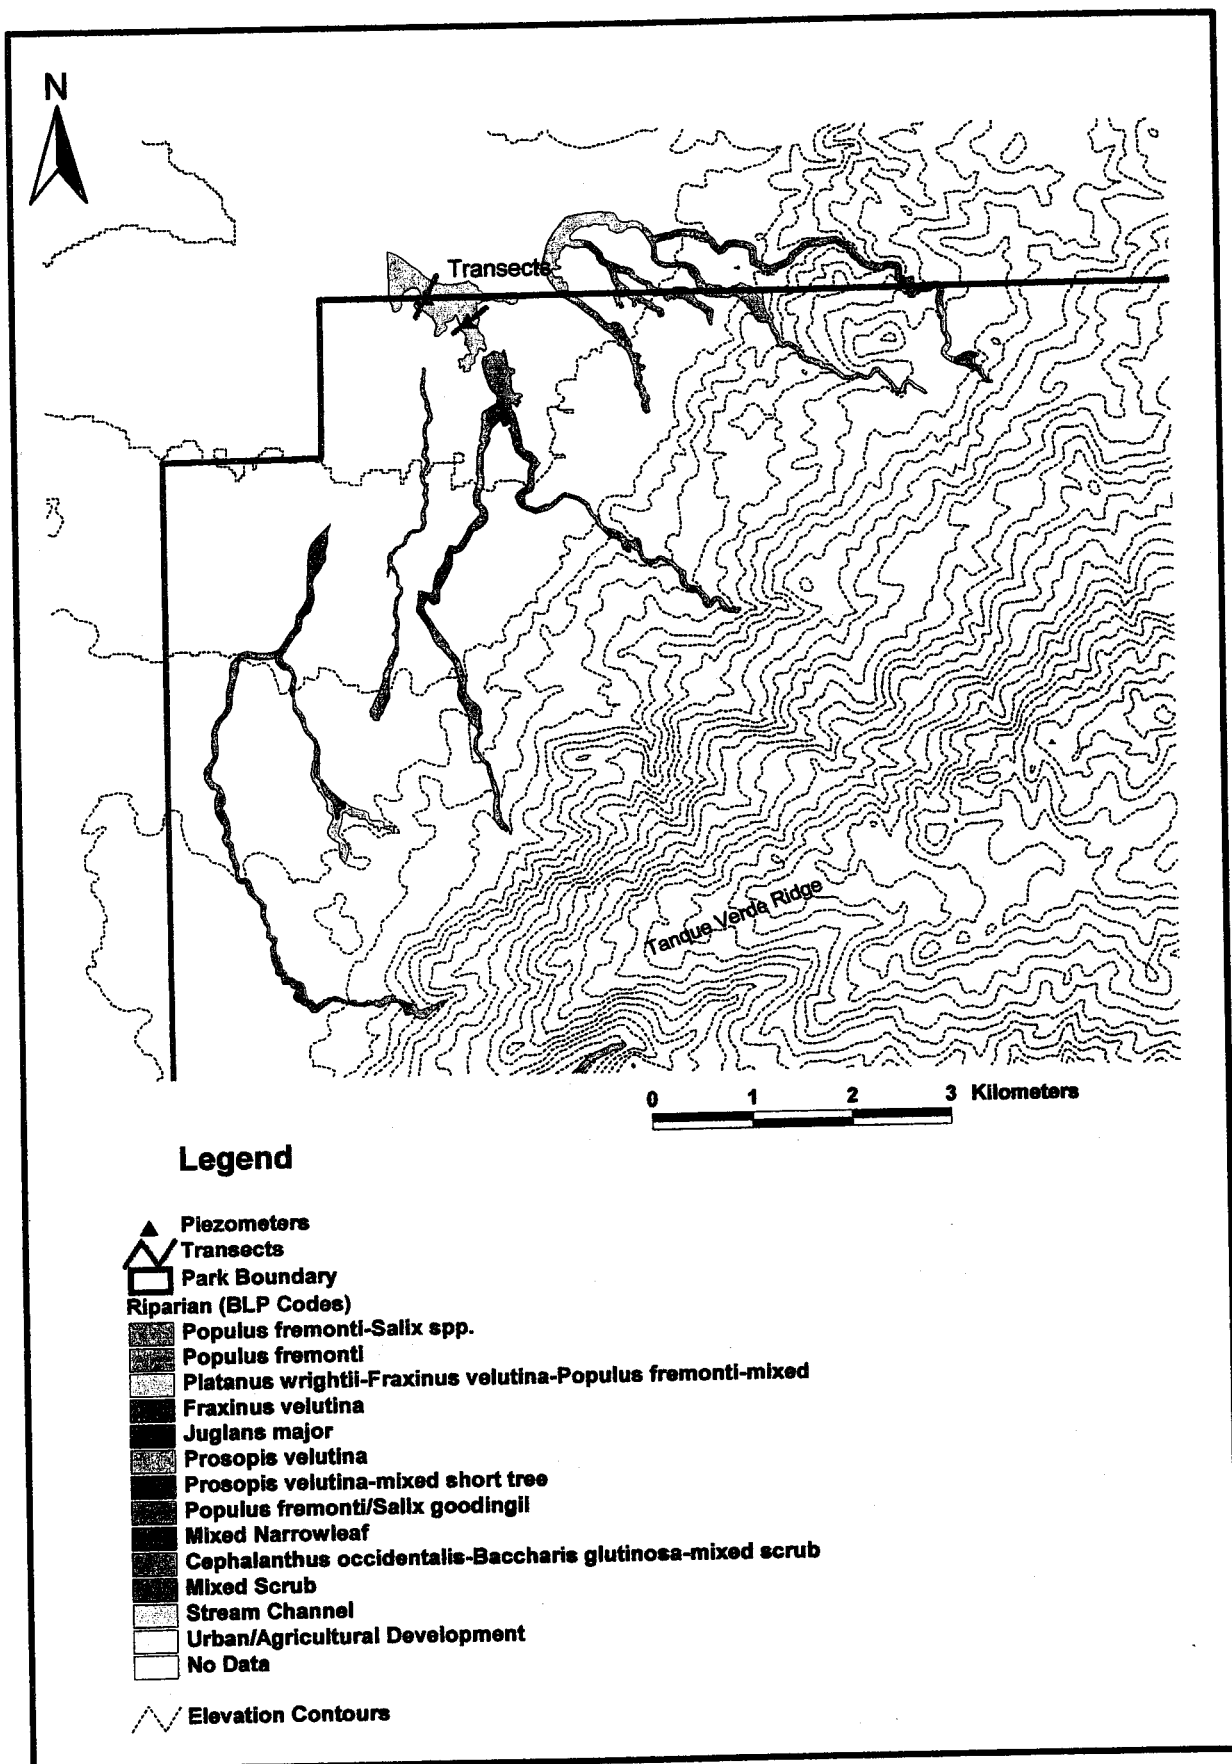 N
Transects
Tanque Verde Ridge
0 1 2 3 Kilometers
Legend
Piezometers
Transects
Park Boundary
Riparian (BLP Codes)
Populus fremonti-Salix spp.
Populus fremonti
Platanus wrightii-Fraxinus velutina-Populus fremonti-mixed
Fraxinus velutina
Juglans major
Prosopis velutina
Prosopis velutina-mixed short tree
Populus fremonti/Salix goodingii
Mixed Narrowleaf
Cephalanthus occidentalis-Baccharis glutinosa-mixed scrub
Mixed Scrub
Stream Channel
Urban/Agricultural Development
No Data
Elevation Contours